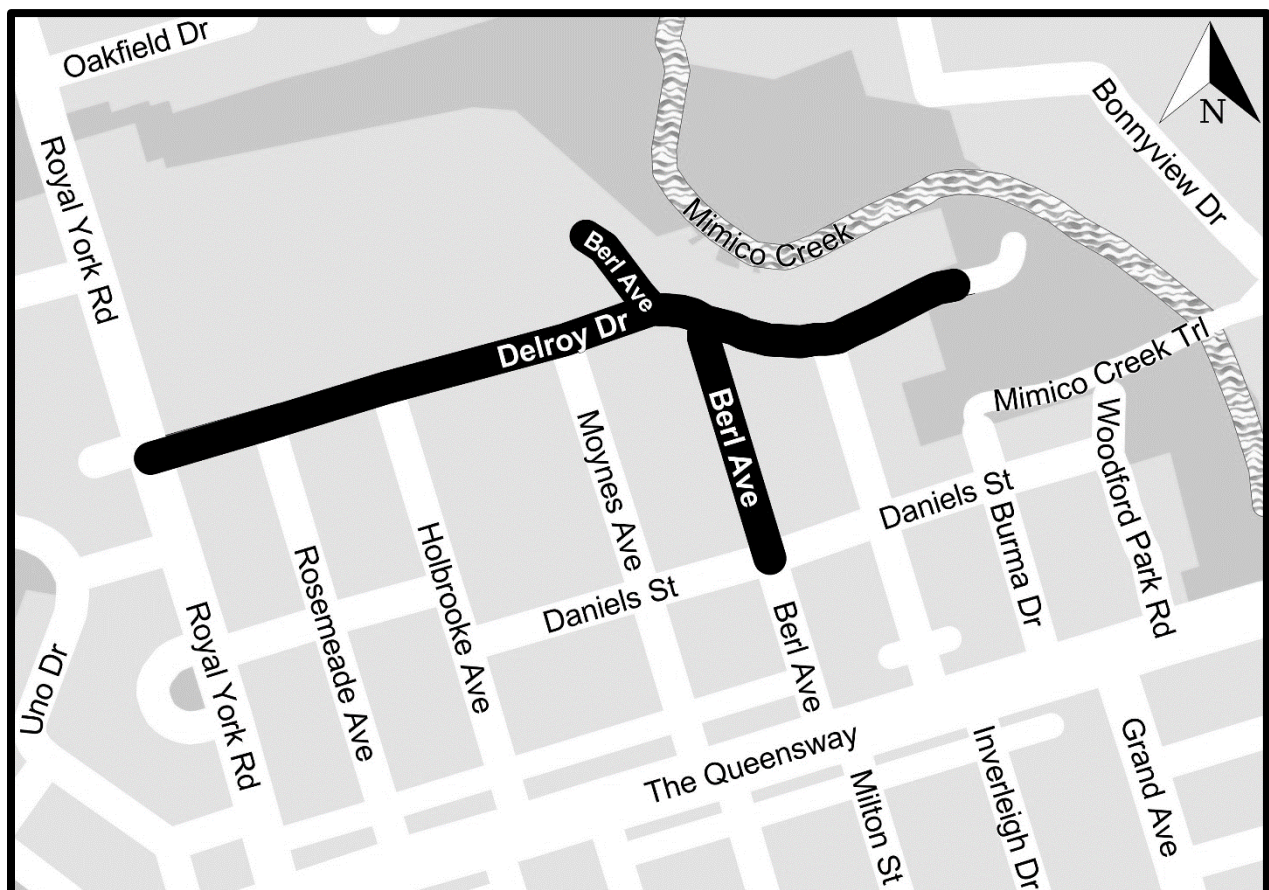 Oakfield Dr
Bonnyview Dr
N
Royal York Rd
Mimico Creek
Berl Ave
Delroy Dr
Mimico Creek Trl
Berl Ave
Moynes Ave
Woodford Park Rd
Daniels St
Burma Dr
Holbrooke Ave
Rosemeade Ave
Daniels St
Royal York Rd
Berl Ave
Uno Dr
The Queensway
Grand Ave
Inverleigh Dr
Milton St